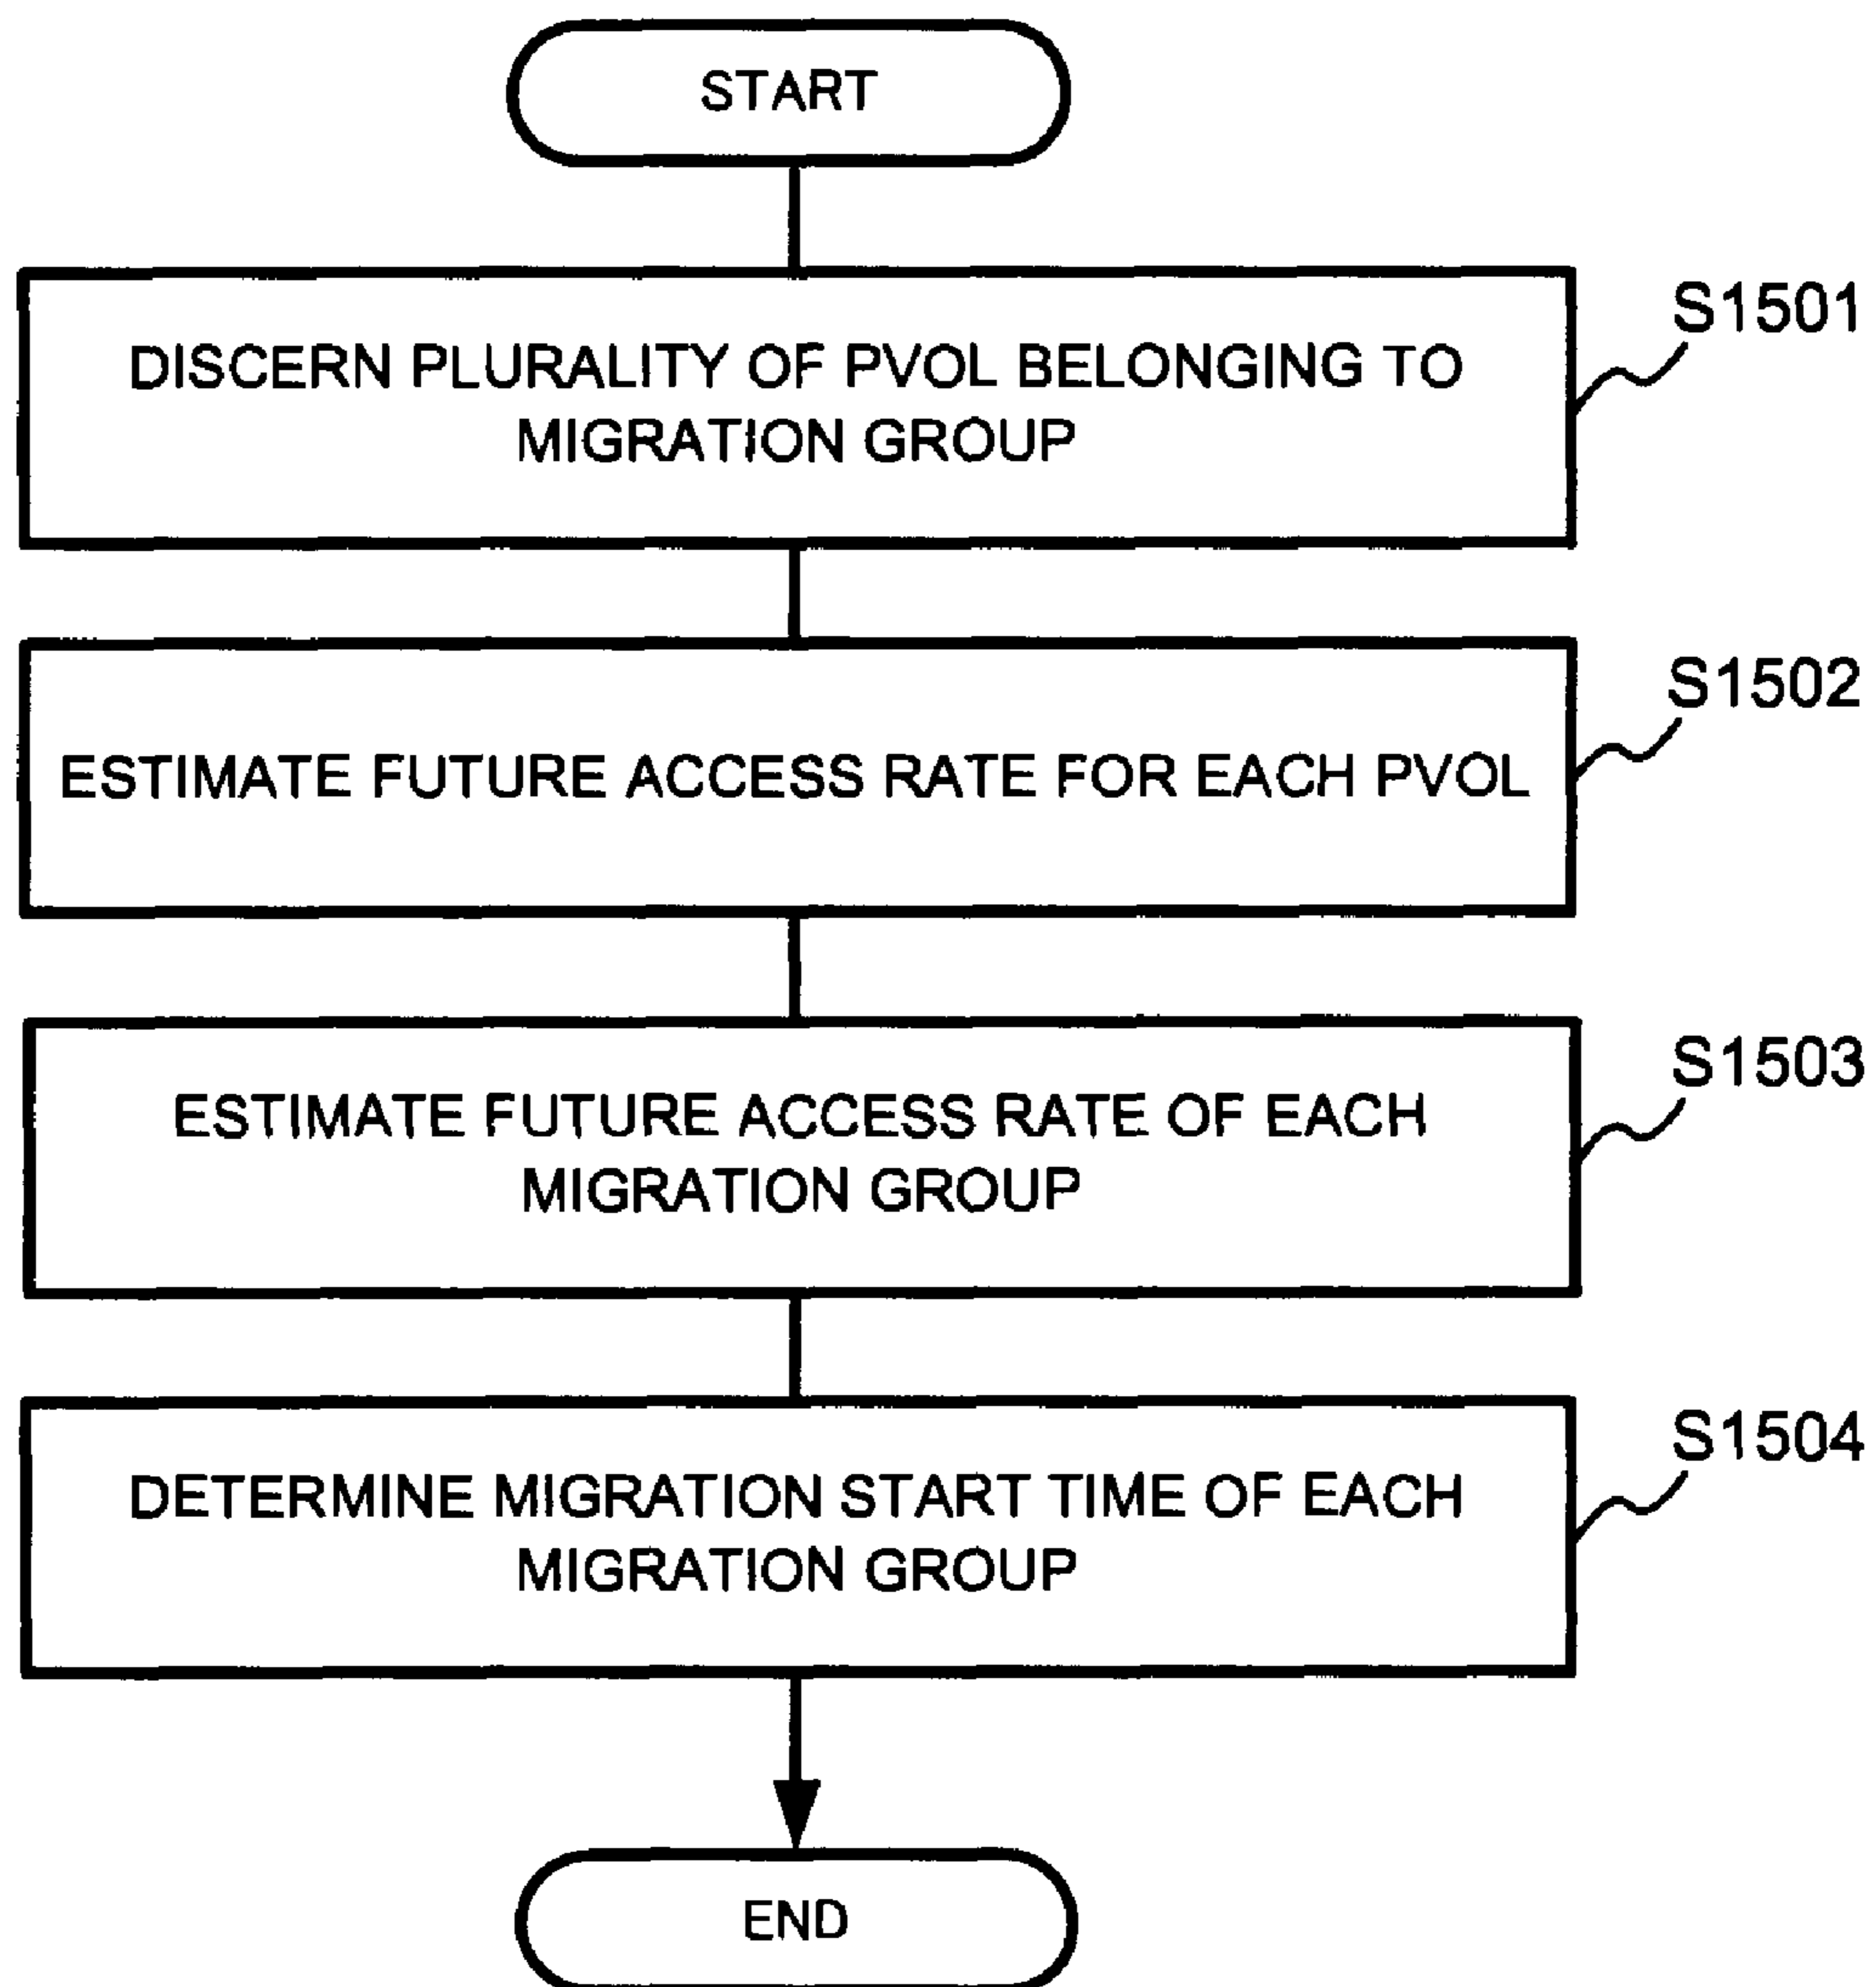 START
S1501
DISCERN PLURALITY OF PVOL BELONGING TO
MIGRATION GROUP
S1502
ESTIMATE FUTURE ACCESS RATE FOR EACH PVOL
S1503
ESTIMATE FUTURE ACCESS RATE OF EACH
MIGRATION GROUP
S1504
DETERMINE MIGRATION START TIME OF EACH
MIGRATION GROUP
END